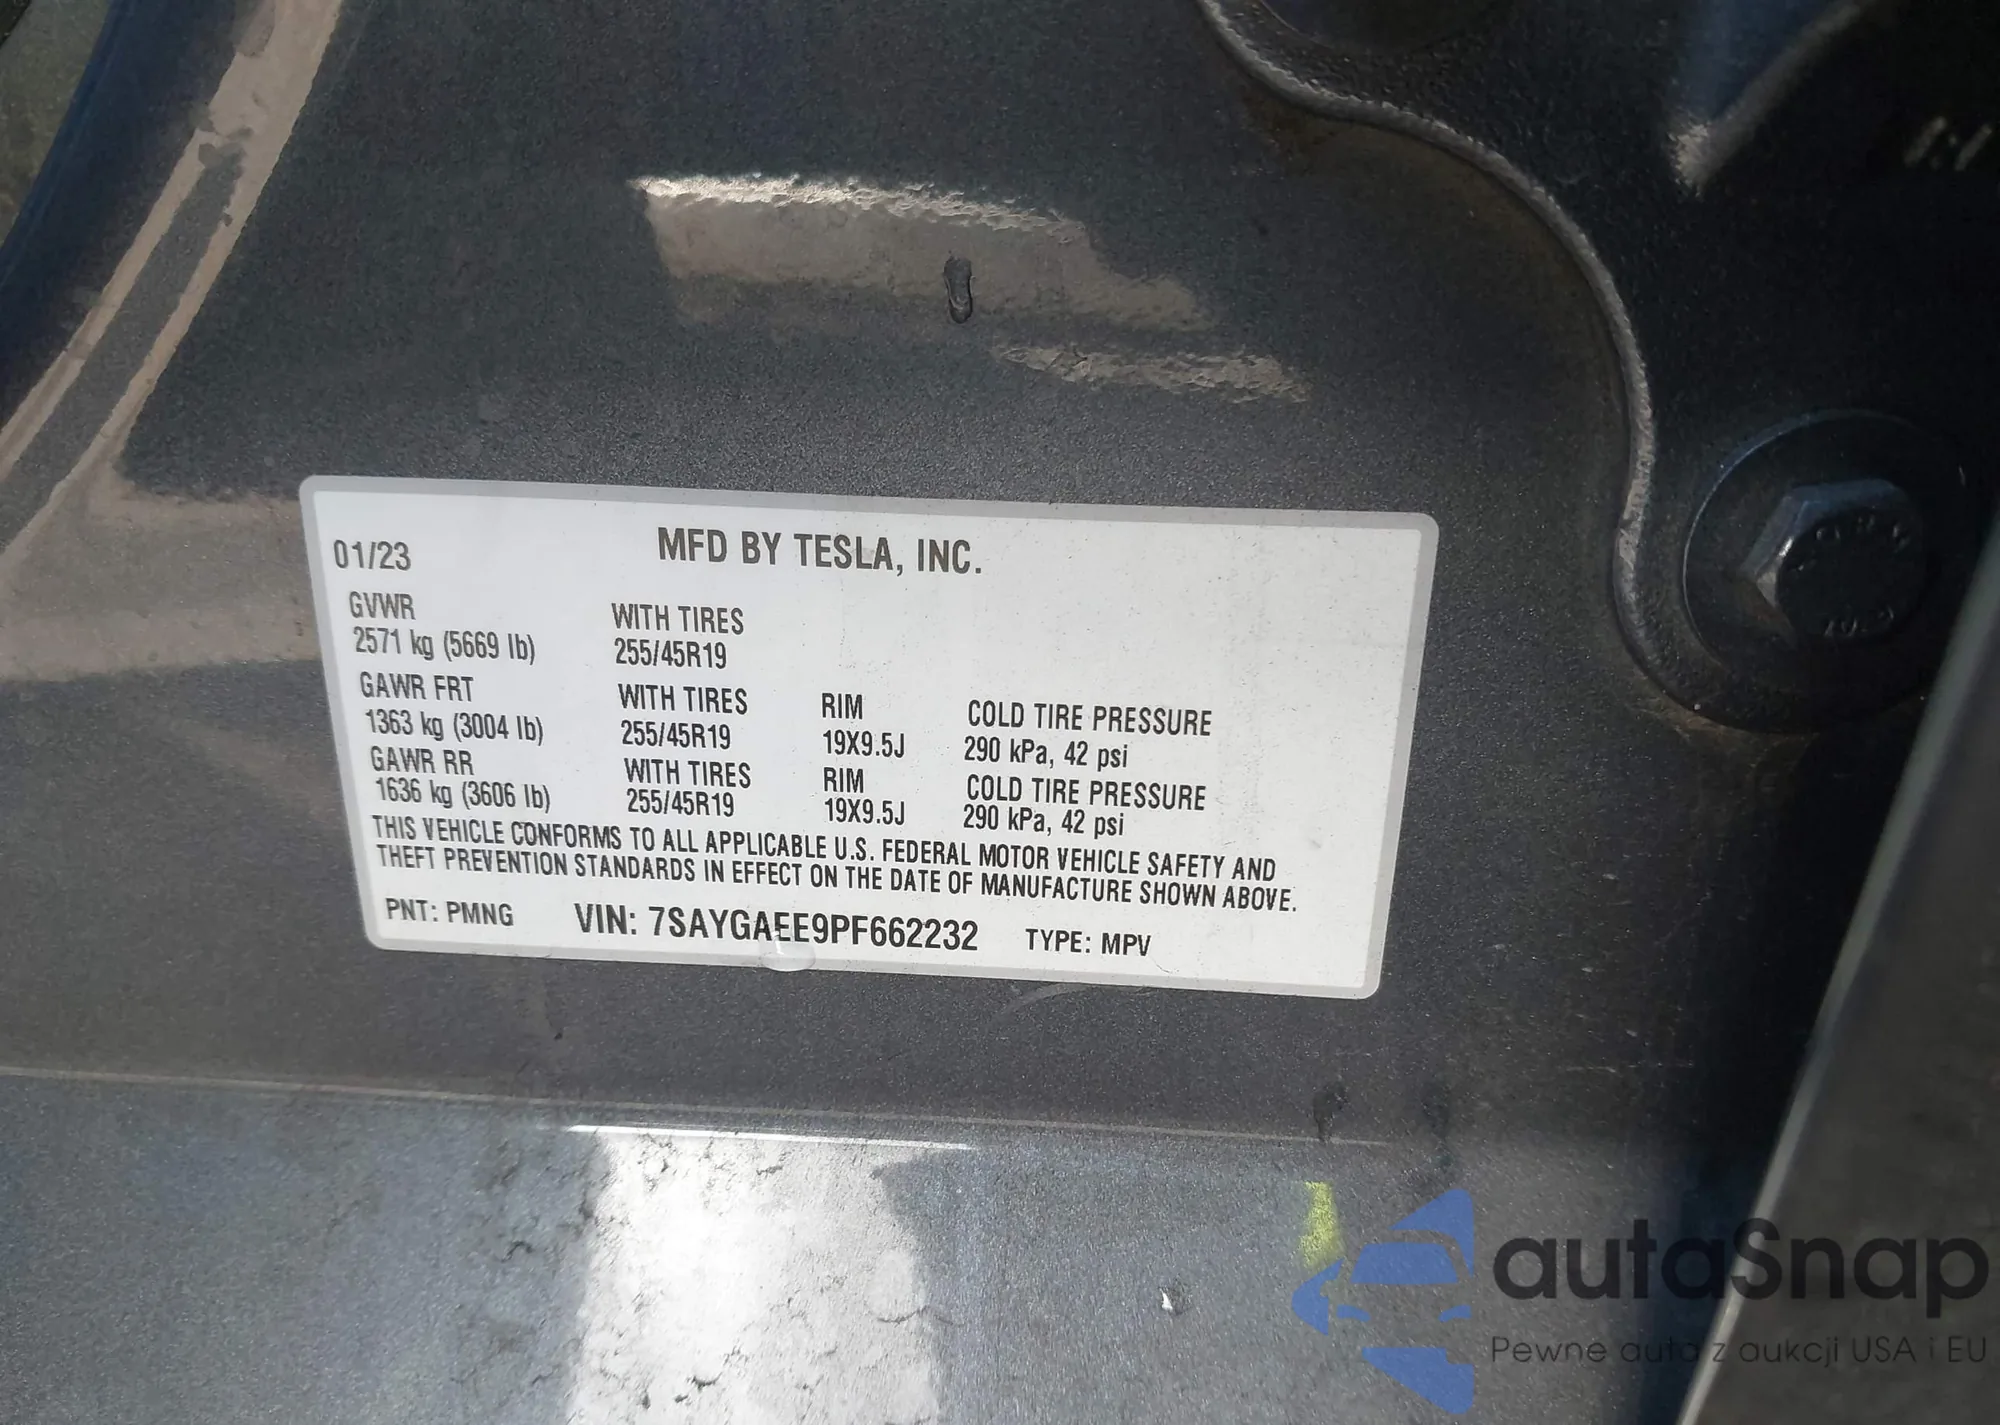 01/23 MFD BY TESLA, INC.
GVWR WITH TIRES
2571 kg (5669 lb) 255/45R19
GAWR FRT WITH TIRES RIM COLD TIRE PRESSURE
1363 kg (3004 lb) 255/45R19 19X9.5J 290 kPa, 42 psi
GAWR RR WITH TIRES RIM COLD TIRE PRESSURE
1636 kg (3606 lb) 255/45R19 19X9.5J 290 kPa, 42 psi
THIS VEHICLE CONFORMS TO ALL APPLICABLE U.S. FEDERAL MOTOR VEHICLE SAFETY AND
THEFT PREVENTION STANDARDS IN EFFECT ON THE DATE OF MANUFACTURE SHOWN ABOVE.
PNT: PMNG VIN: 7SAYGAEE9PF662232 TYPE: MPV
autaSnap
Pewne auta z aukcji USA i EU